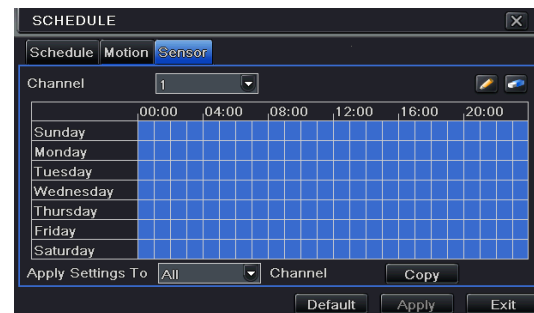 SCHEDULE
Schedule Motion Sensor
Channel 1
00:00 04:00 08:00 12:00 16:00 20:00
Sunday
Monday
Tuesday
Wednesday
Thursday
Friday
Saturday
Apply Settings To All Channel Copy
Default Apply Exit